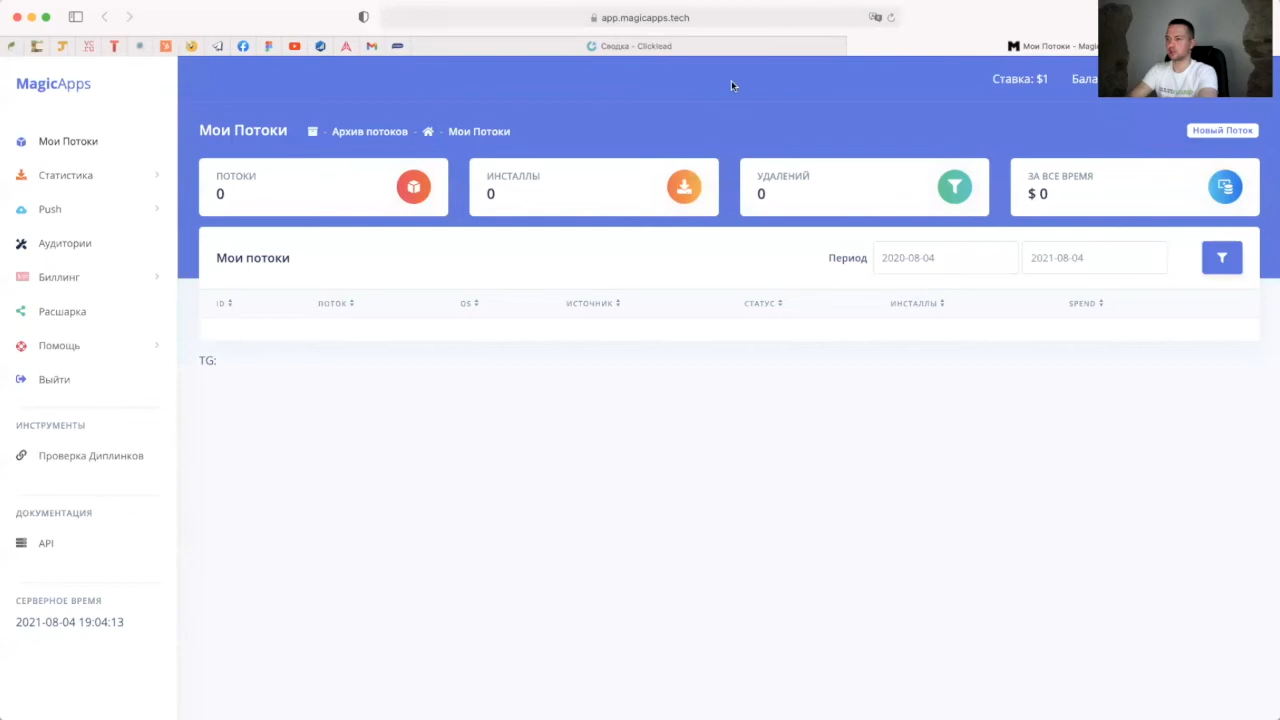 app.magicapps.tech
Сводка - Clicklead
Мои Потоки - Magic
MagicApps
Ставка: $1
Мои Потоки
Статистика
Push
Аудитории
Биллинг
Расшарка
Помощь
Выйти
ИНСТРУМЕНТЫ
Проверка Диплинков
ДОКУМЕНТАЦИЯ
API
СЕРВЕРНОЕ ВРЕМЯ
2021-08-04 19:04:13
Мои Потоки - Архив потоков - - Мои Потоки
Новый Поток
ПОТОКИ
0
ИНСТАЛЛЫ
0
УДАЛЕНИЙ
0
ЗА ВСЕ ВРЕМЯ
$ 0
Мои потоки
Период 2020-08-04 2021-08-04
ID ПОТОК OS ИСТОЧНИК СТАТУС ИНСТАЛЛЫ SPEND
TG: